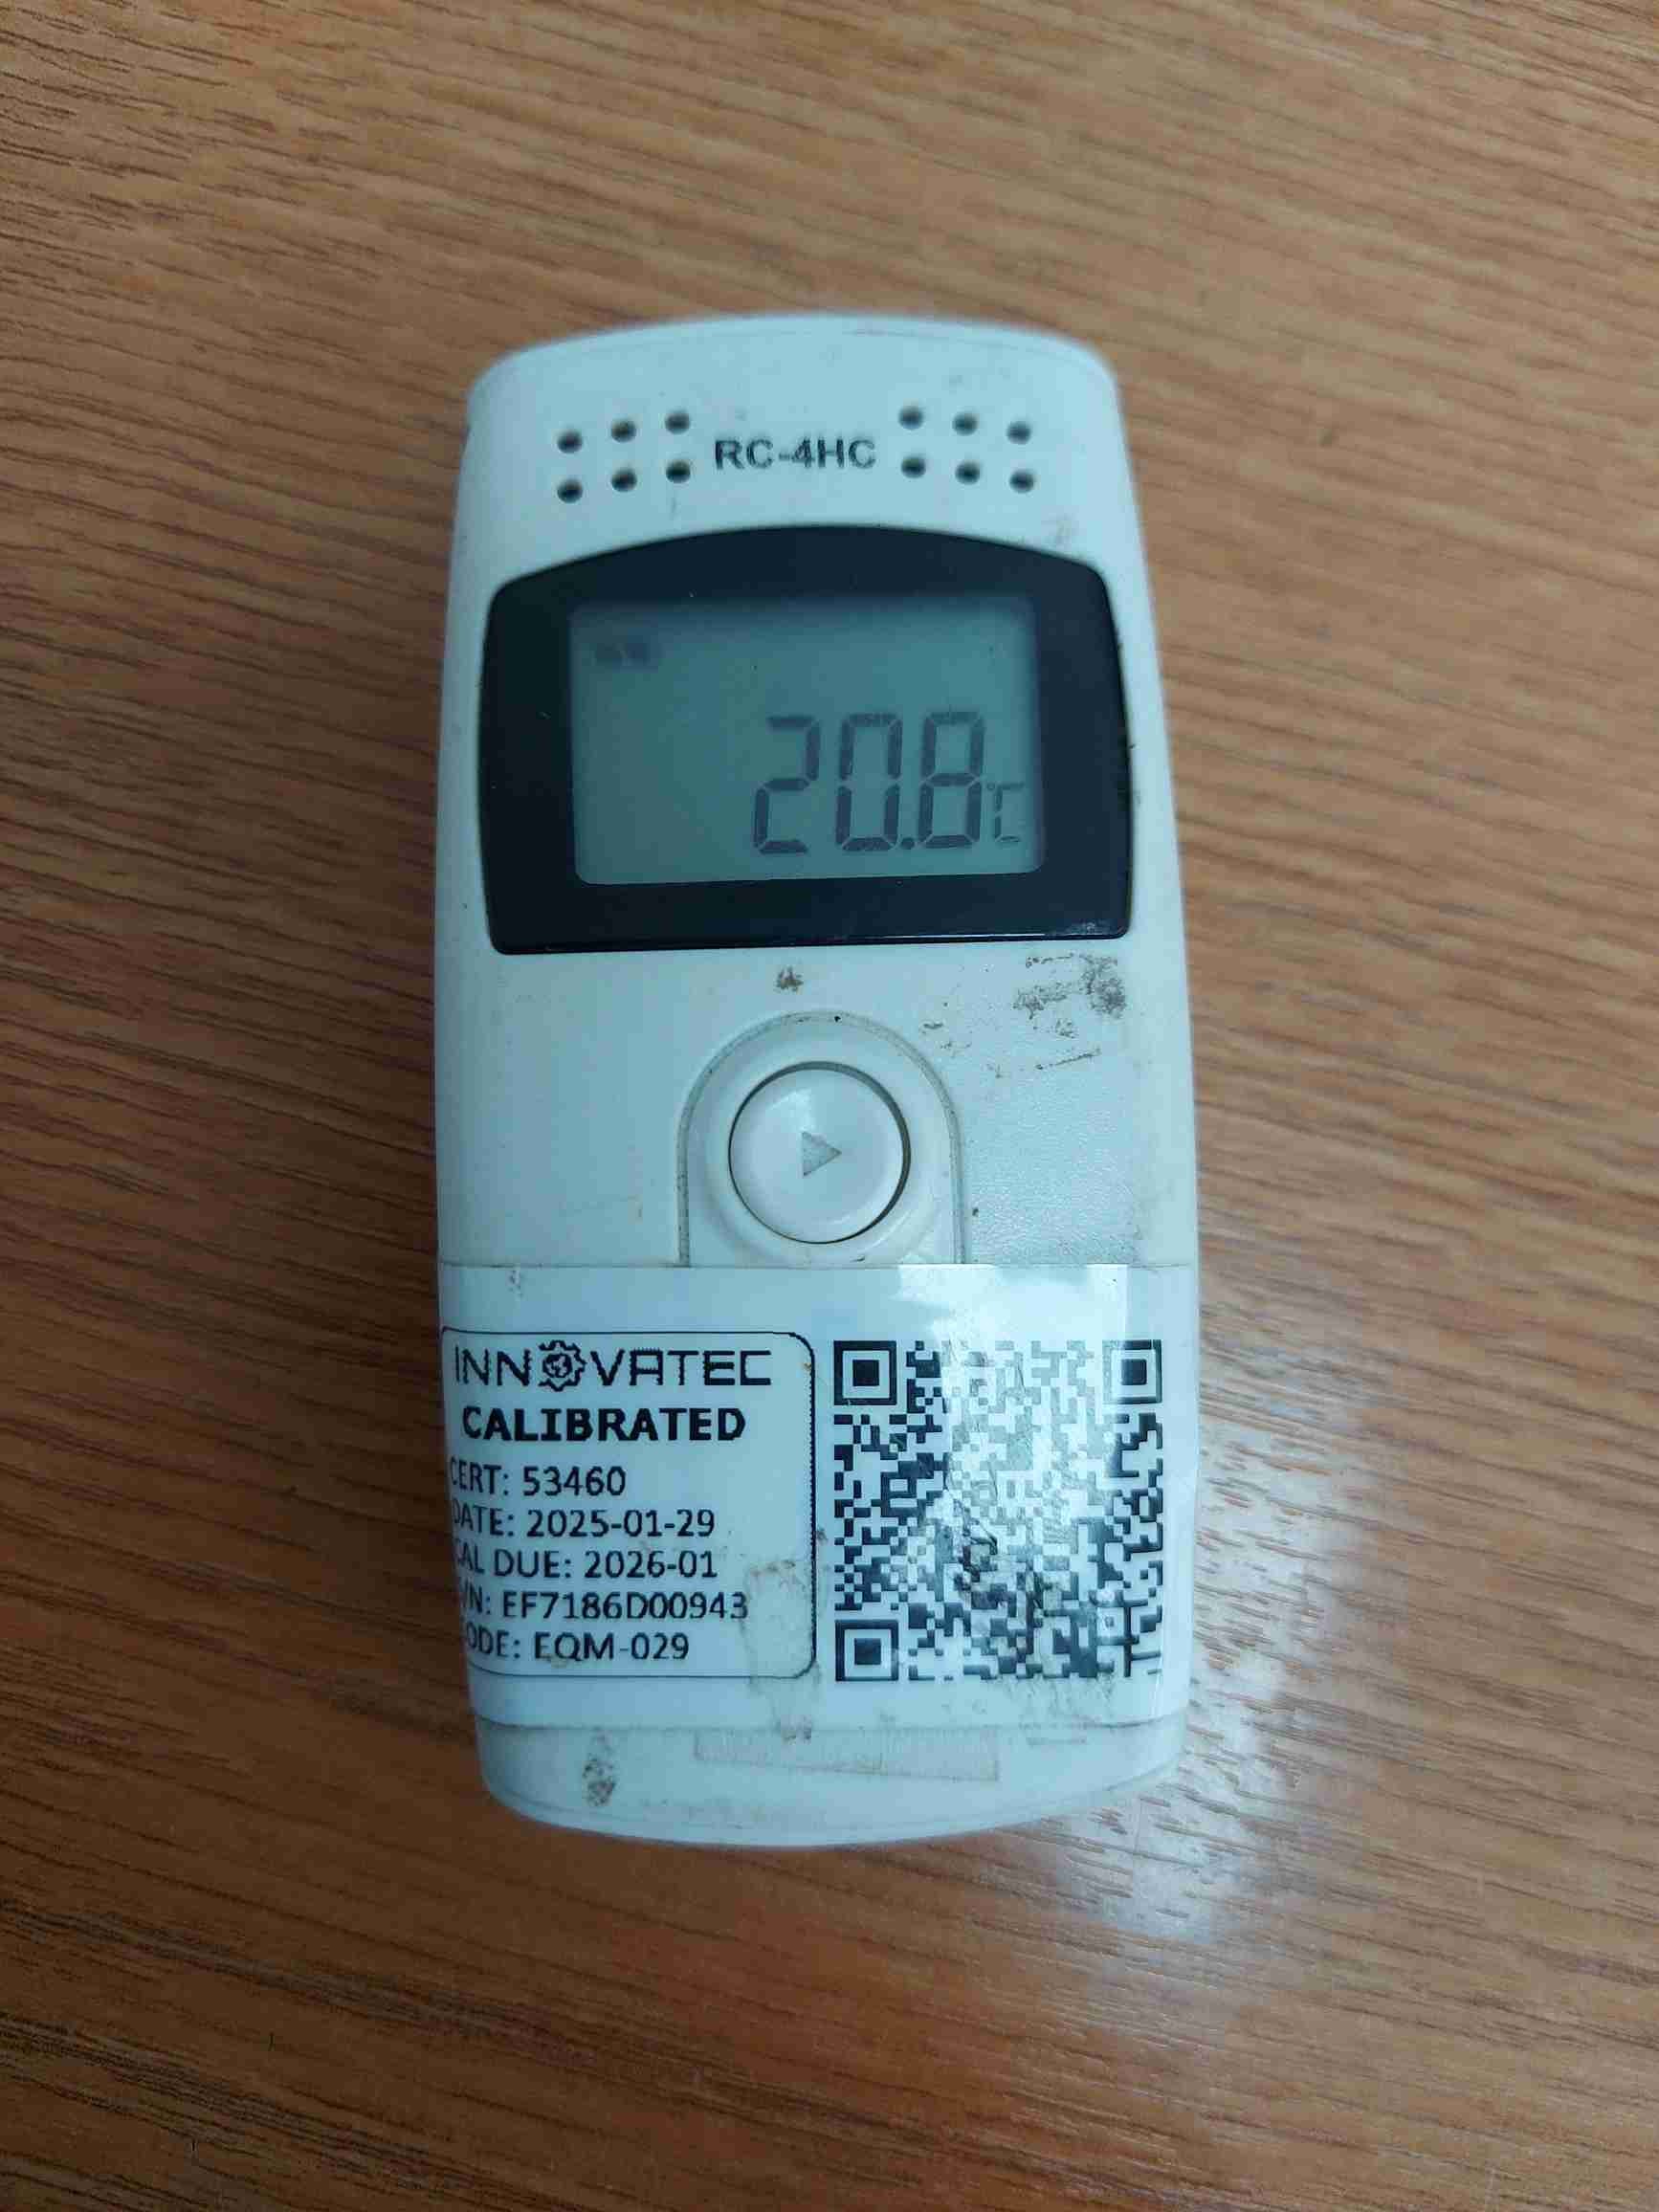 RC-4HC
20.8℃
INNOVATEC
CALIBRATED
CERT: 53460
DATE: 2025-01-29
CAL DUE: 2026-01
S/N: EF7186D00943
CODE: EQM-029